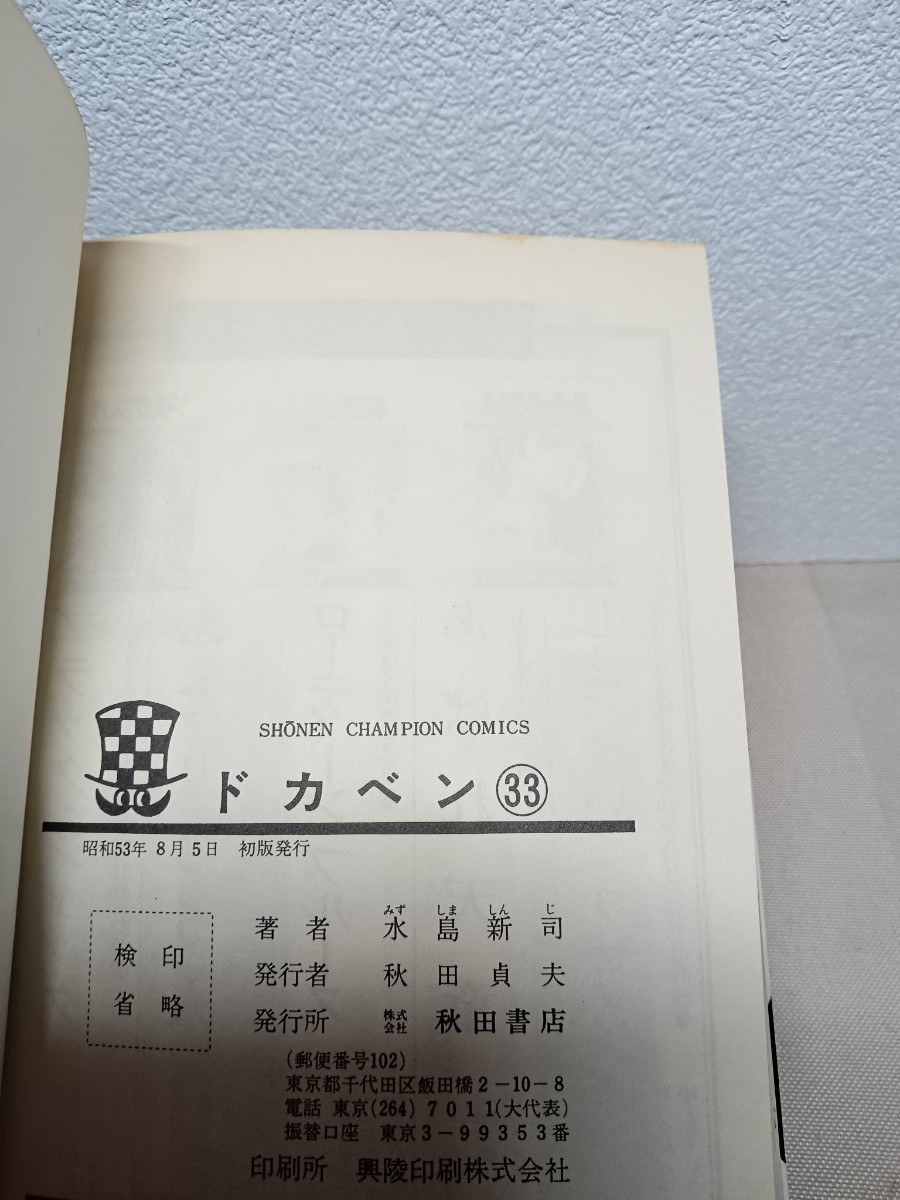 SHŌNEN CHAMPION COMICS
ドカベン㉝
昭和53年8月5日 初版発行
検印
省略
著者 水島新司
みず しま しん じ
発行者 秋田貞夫
発行所 株式会社 秋田書店
(郵便番号102)
東京都千代田区飯田橋2-10-8
電話 東京(264)7011(大代表)
振替口座 東京3-99353番
印刷所 興陵印刷株式会社